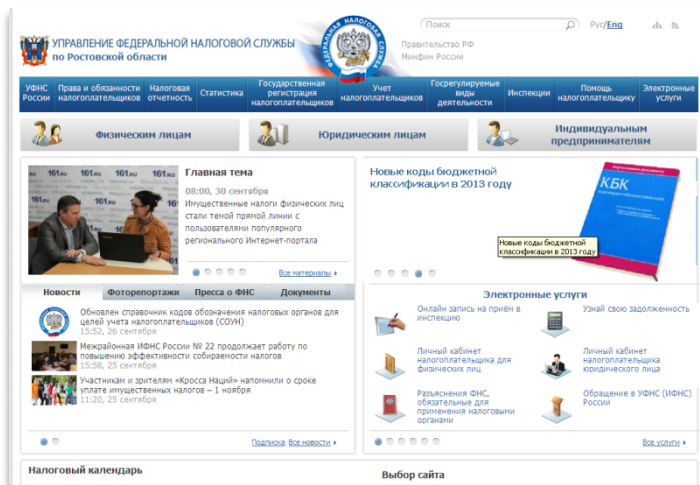 УПРАВЛЕНИЕ ФЕДЕРАЛЬНОЙ НАЛОГОВОЙ СЛУЖБЫ
по Ростовской области
ФЕДЕРАЛЬНАЯ НАЛОГОВАЯ СЛУЖБА
Поиск
Рус/Eng
Правительство РФ
Минфин России
УФНС
России
Права и обязанности
налогоплательщиков
Налоговая
отчетность
Статистика
Государственная
регистрация
налогоплательщиков
Учет
налогоплательщиков
Госрегулируемые
виды
деятельности
Инспекции
Помощь
налогоплательщику
Электронные
услуги
Физическим лицам
Юридическим лицам
Индивидуальным
предпринимателям
161.ru
Главная тема
08:00, 30 сентября
Имущественные налоги физических лиц
стали темой прямой линии с
пользователями популярного
регионального Интернет-портала
Все материалы
Новые коды бюджетной
классификации в 2013 году
КБК
Новые коды бюджетной
классификации в 2013 году
Новости
Фоторепортажи
Пресса о ФНС
Документы
Обновлен справочник кодов обозначения налоговых органов для
целей учета налогоплательщиков (СОУН)
15:52, 26 сентября
Межрайонная ИФНС России № 22 продолжает работу по
повышению эффективности собираемости налогов
15:58, 25 сентября
Участникам и зрителям «Кросса Наций» напомнили о сроке
уплате имущественных налогов – 1 ноября
11:20, 25 сентября
Подписка Все новости
Электронные услуги
Онлайн запись на приём в
инспекцию
Узнай свою задолженность
Личный кабинет
налогоплательщика для
физических лиц
Личный кабинет
налогоплательщика
юридического лица
Разъяснения ФНС,
обязательные для
применения налоговыми
органами
Обращение в УФНС (ИФНС)
России
Все услуги
Налоговый календарь
Выбор сайта